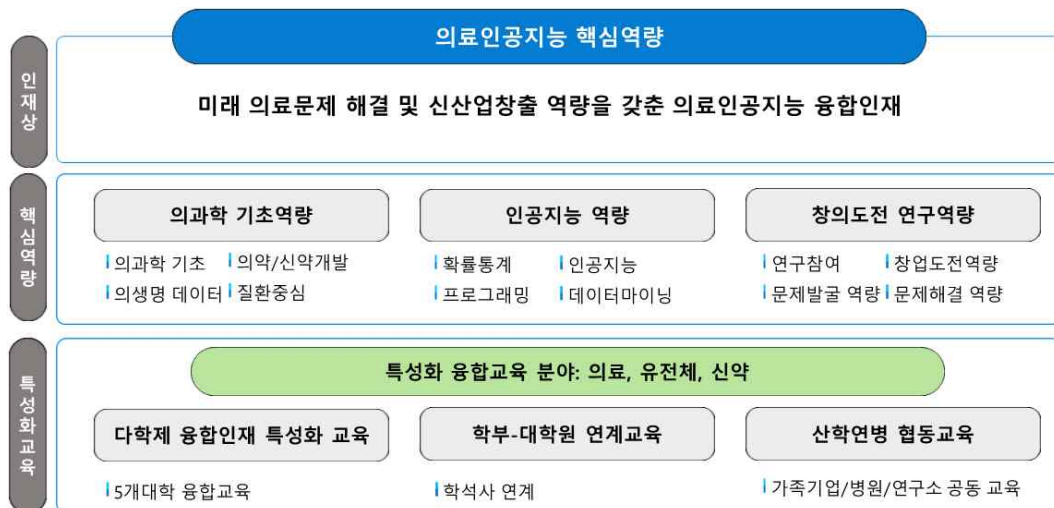 의료인공지능 핵심역량
인재상
미래 의료문제 해결 및 신산업창출 역량을 갖춘 의료인공지능 융합인재
핵심역량
의과학 기초역량 인공지능 역량 창의도전 연구역량
의과학 기초 의약/신약개발 확률통계 인공지능 연구참여 창업도전역량
의생명 데이터 질환중심 프로그래밍 데이터마이닝 문제발굴 역량 문제해결 역량
특성화교육
특성화 융합교육 분야: 의료, 유전체, 신약
다학제 융합인재 특성화 교육 학부-대학원 연계교육 산학연병 협동교육
5개대학 융합교육 학석사 연계 가족기업/병원/연구소 공동 교육